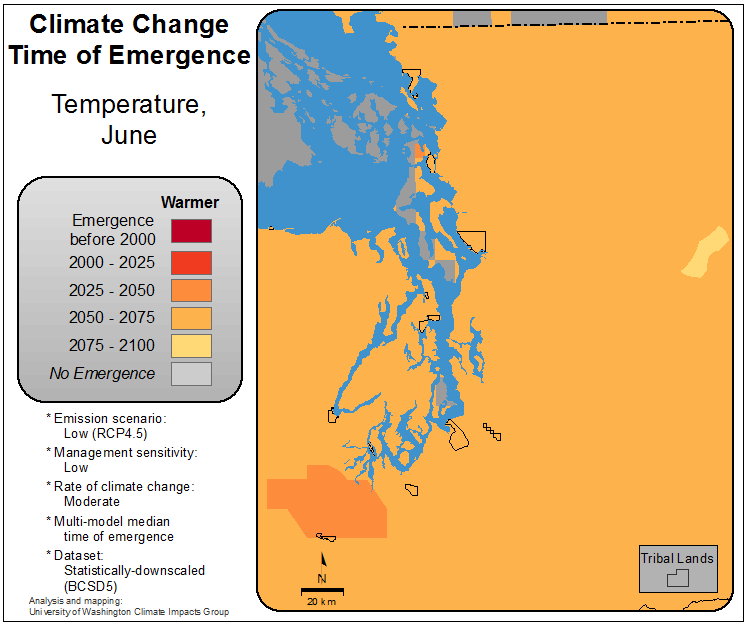 Climate Change
Time of Emergence
Temperature,
June
Warmer
Emergence
before 2000
2000 - 2025
2025 - 2050
2050 - 2075
2075 - 2100
No Emergence
* Emission scenario:
Low (RCP4.5)
* Management sensitivity:
Low
* Rate of climate change:
Moderate
* Multi-model median
time of emergence
* Dataset:
Statistically-downscaled
(BCSD5)
Analysis and mapping:
University of Washington Climate Impacts Group
N
20 km
Tribal Lands